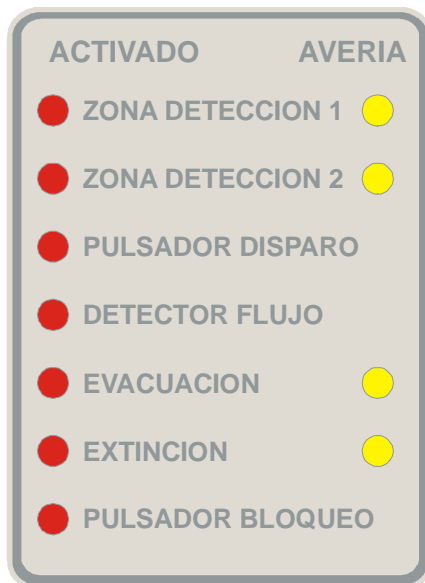 ACTIVADO AVERIA
ZONA DETECCION 1
ZONA DETECCION 2
PULSADOR DISPARO
DETECTOR FLUJO
EVACUACION
EXTINCION
PULSADOR BLOQUEO